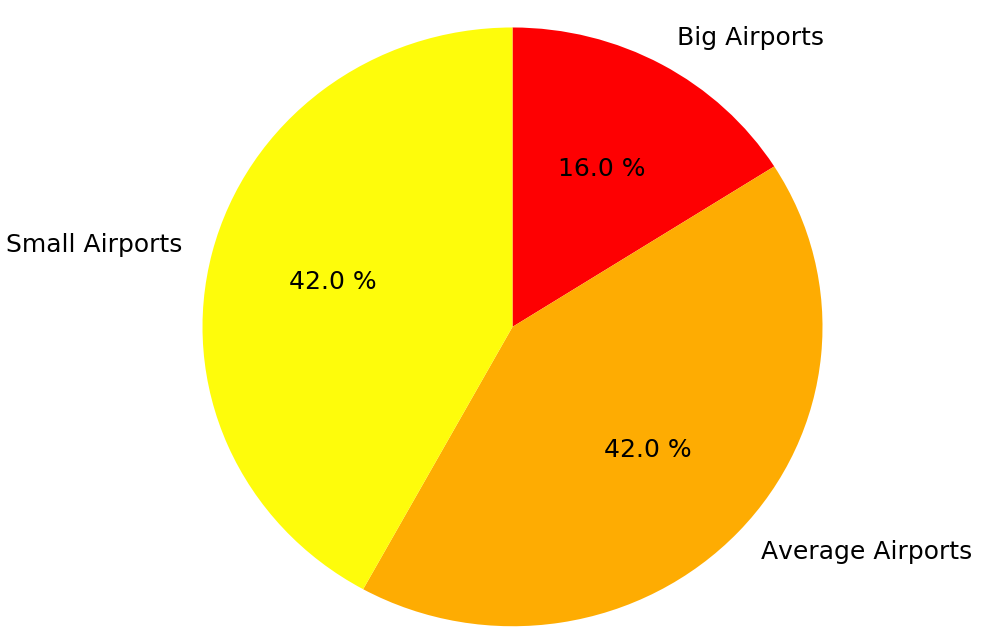 Big Airports
16.0 %
Small Airports
42.0 %
42.0 %
Average Airports